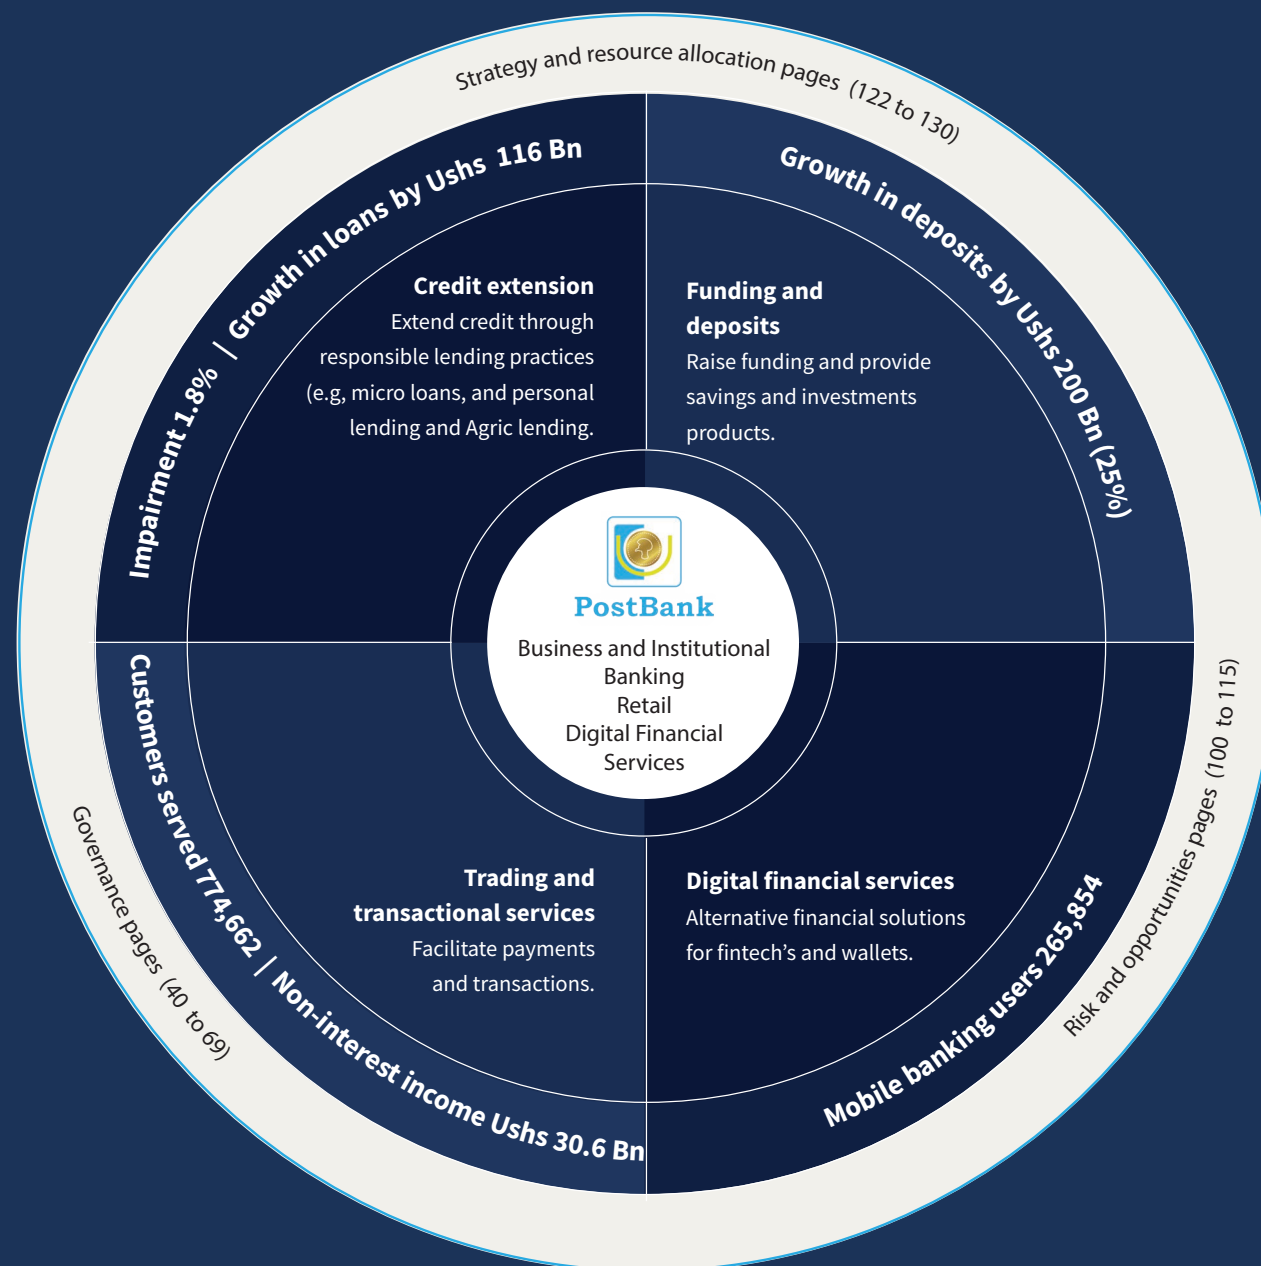 Strategy and resource allocation pages (122 to 130)
Impairment 1.8% | Growth in loans by Ushs 116 Bn
Growth in deposits by Ushs 200 Bn (25%)
Credit extension
Extend credit through
responsible lending practices
(e.g, micro loans, and personal
lending and Agric lending.
Funding and
deposits
Raise funding and provide
savings and investments
products.
PostBank
Business and Institutional
Banking
Retail
Digital Financial
Services
Trading and
transactional services
Facilitate payments
and transactions.
Digital financial services
Alternative financial solutions
for fintech's and wallets.
Customers served 774,662 | Non-interest income Ushs 30.6 Bn
Mobile banking users 265,854
Governance pages (40 to 69)
Risk and opportunities pages (100 to 115)